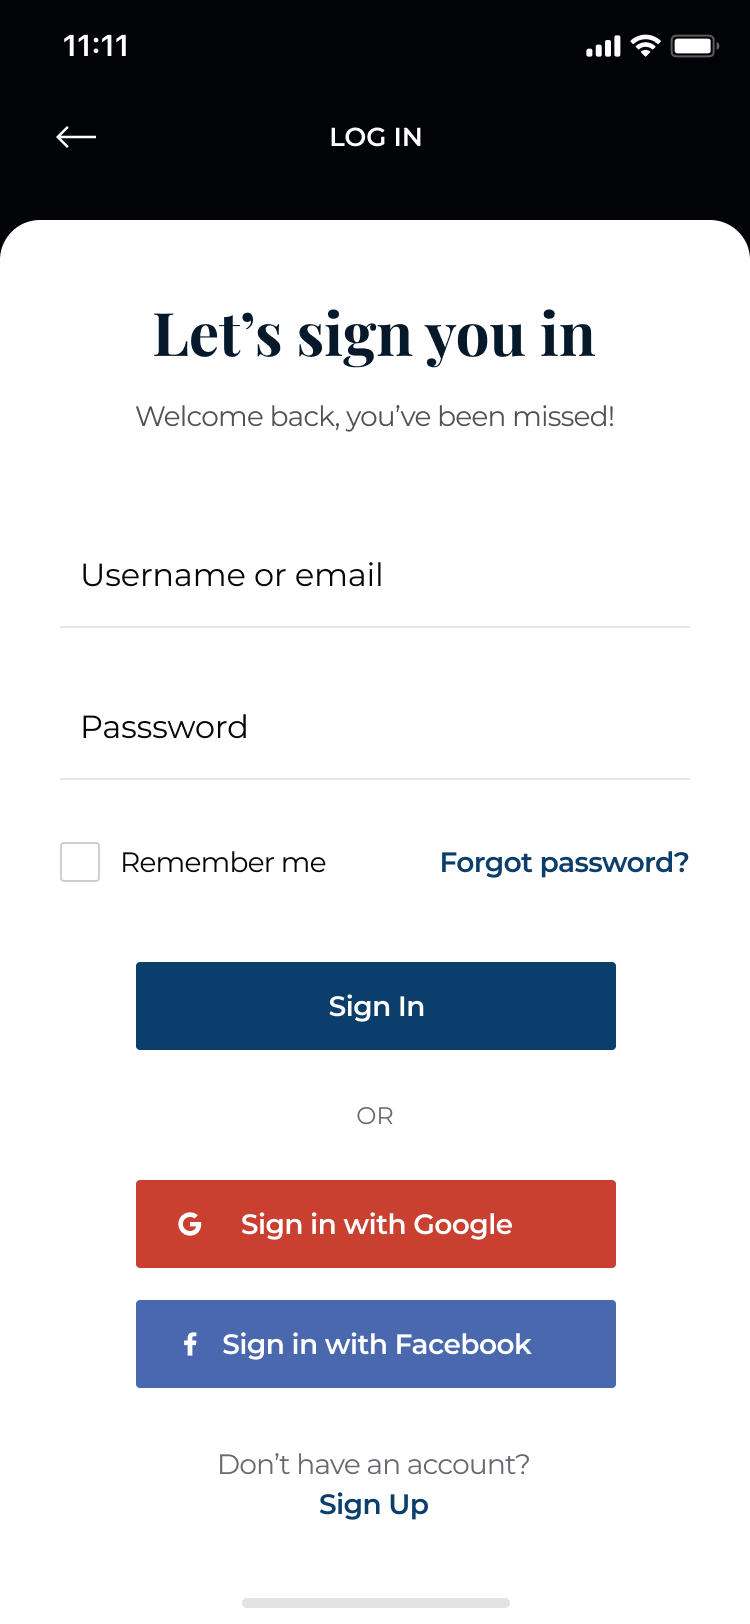 11:11
LOG IN
Let’s sign you in
Welcome back, you’ve been missed!
Username or email
Passsword
Remember me
Forgot password?
Sign In
OR
G Sign in with Google
f Sign in with Facebook
Don’t have an account?
Sign Up